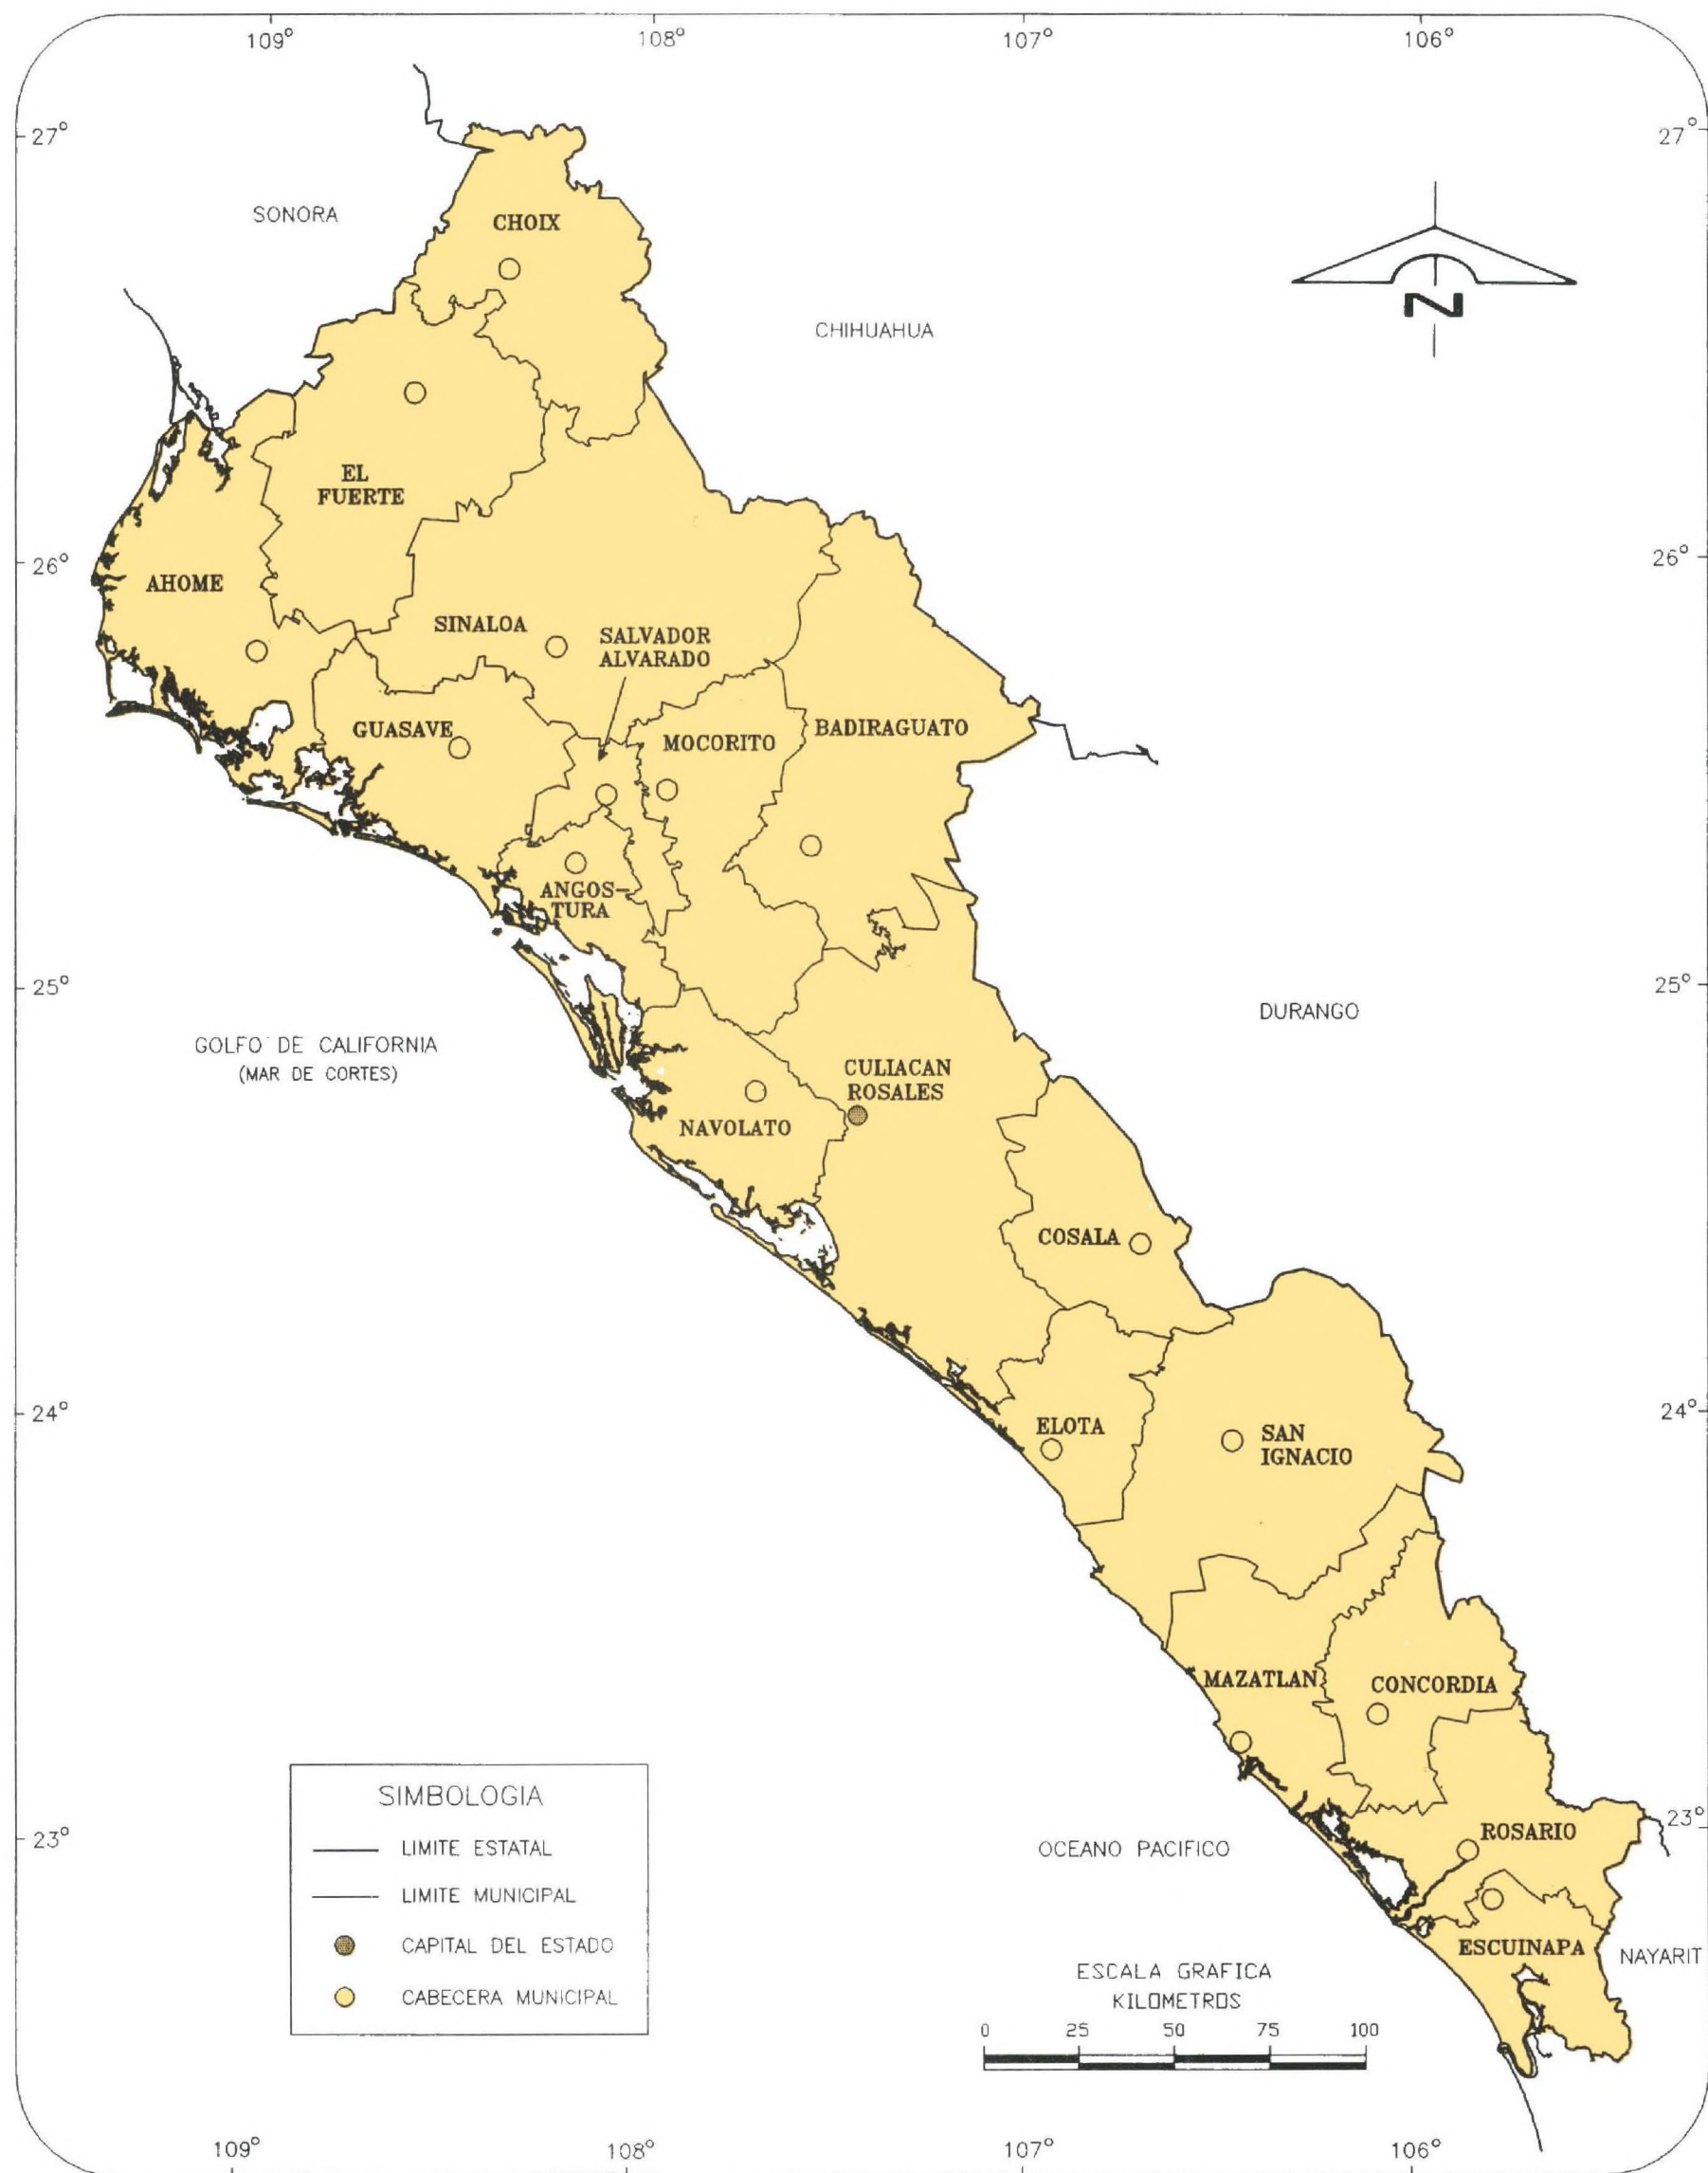 109°
108°
107°
106°
27°
27°
SONORA
CHOIX
CHIHUAHUA
N
EL
FUERTE
26°
26°
AHOME
SINALOA
SALVADOR
ALVARADO
GUASAVE
MOCORITO
BADIRAGUATO
ANGOS-
TURA
25°
25°
DURANGO
GOLFO DE CALIFORNIA
(MAR DE CORTES)
CULIACAN
ROSALES
NAVOLATO
COSALA
24°
24°
ELOTA
SAN
IGNACIO
MAZATLAN
CONCORDIA
23°
23°
ROSARIO
OCEANO PACIFICO
ESCUINAPA
NAYARIT
SIMBOLOGIA
LIMITE ESTATAL
LIMITE MUNICIPAL
CAPITAL DEL ESTADO
CABECERA MUNICIPAL
ESCALA GRAFICA
KILOMETROS
0 25 50 75 100
109°
108°
107°
106°